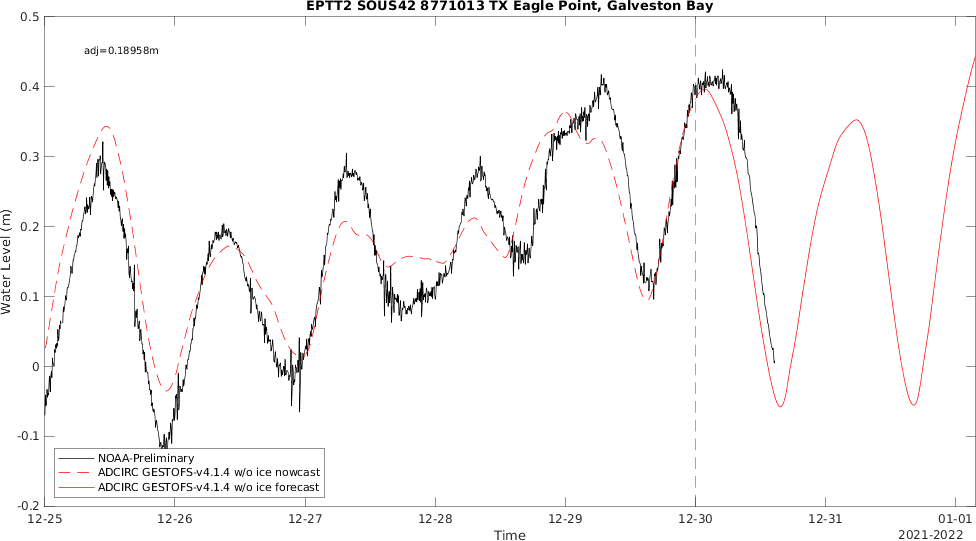 EPTT2 SOUS42 8771013 TX Eagle Point, Galveston Bay
0.5
adj=0.18958m
0.4
0.3
0.2
0.1
0
-0.1
-0.2
Water Level (m)
NOAA-Preliminary
ADCIRC GESTOFS-v4.1.4 w/o ice nowcast
ADCIRC GESTOFS-v4.1.4 w/o ice forecast
12-25 12-26 12-27 12-28 12-29 12-30 12-31 01-01
Time
2021-2022